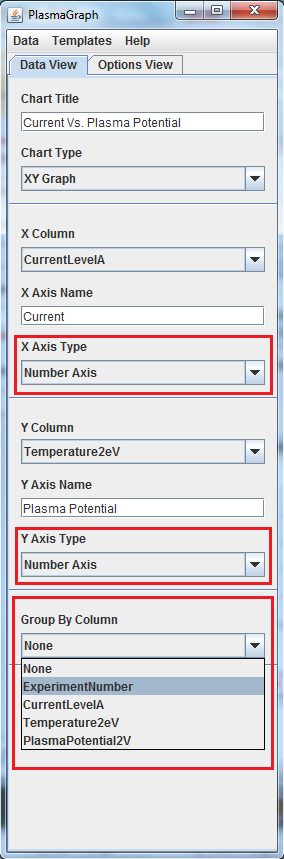 PlasmaGraph
Data Templates Help
Data View Options View
Chart Title
Current Vs. Plasma Potential
Chart Type
XY Graph
X Column
CurrentLevelA
X Axis Name
Current
X Axis Type
Number Axis
Y Column
Temperature2eV
Y Axis Name
Plasma Potential
Y Axis Type
Number Axis
Group By Column
None
None
ExperimentNumber
CurrentLevelA
Temperature2eV
PlasmaPotential2V